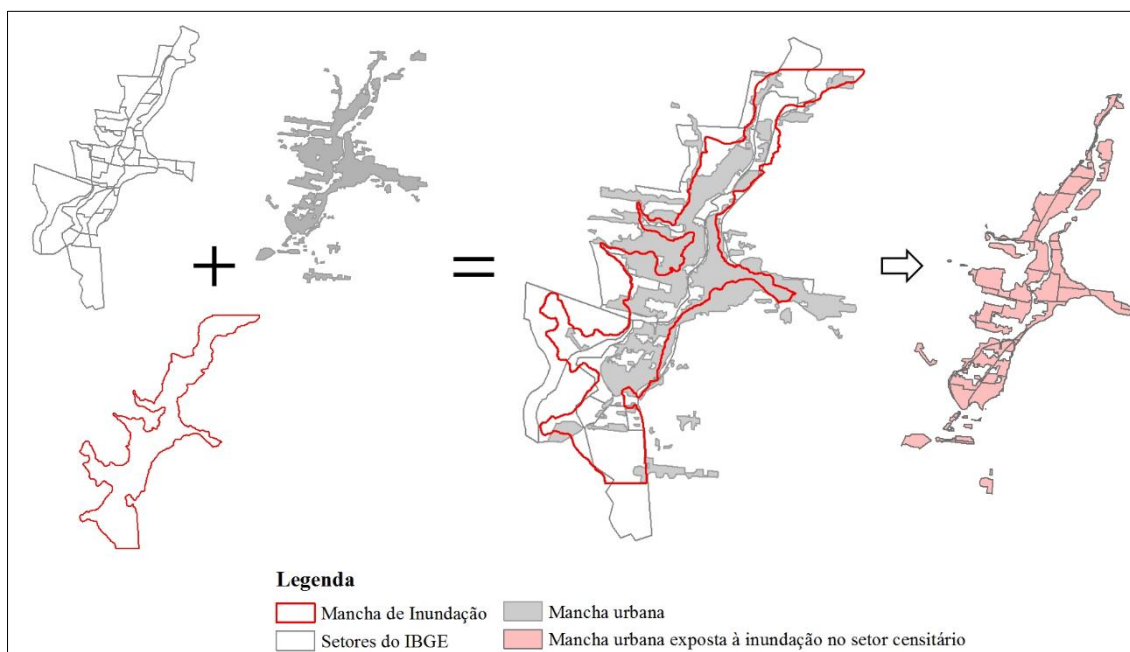 +
=
Legenda
Mancha de Inundação
Mancha urbana
Setores do IBGE
Mancha urbana exposta à inundação no setor censitário